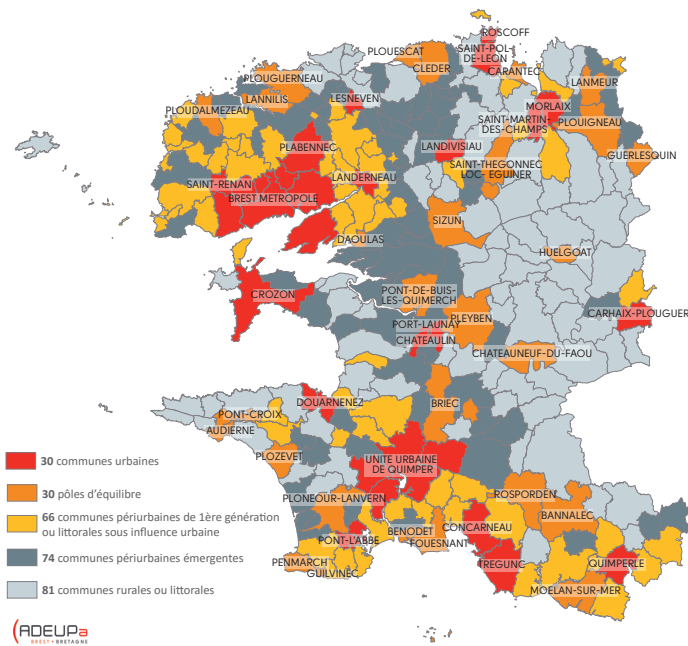 ROSCOFF
PLOUESCAT
SAINT-POL-
DE-LEON
CLEDER
CARANTEC
PLOUGUERNEAU
LANMEUR
LANNILIS
LESNEVEN
MORLAIX
PLOUDALMEZEAU
SAINT-MARTIN-
DES-CHAMPS
PLOUIGNEAU
PLABENNEC
LANDIVISIAU
GUERLESQUIN
SAINT-THEGONNEC
LOC- EGUINER
LANDERNEAU
SAINT-RENAN
BREST METROPOLE
SIZUN
DAOULAS
HUELGOAT
CROZON
PONT-DE-BUIS-
LES-QUIMERCH
CARHAIX-PLOUGUER
PORT-LAUNAY
PLEYBEN
CHATEAULIN
CHATEAUNEUF-DU-FAOU
DOUARNENEZ
BRIEC
PONT-CROIX
AUDIERNE
PLOZEVET
UNITE URBAINE
DE QUIMPER
PLONEOUR-LANVERN
ROSPORDEN
BANNALEC
CONCARNEAU
BENODET
PONT-L'ABBE
FOUESNANT
PENMARCH
GUILVINEC
TREGUNC
QUIMPERLE
MOELAN-SUR-MER
30 communes urbaines
30 pôles d'équilibre
66 communes périurbaines de 1ère génération
ou littorales sous influence urbaine
74 communes périurbaines émergentes
81 communes rurales ou littorales
ADEUPa
BREST • BRETAGNE